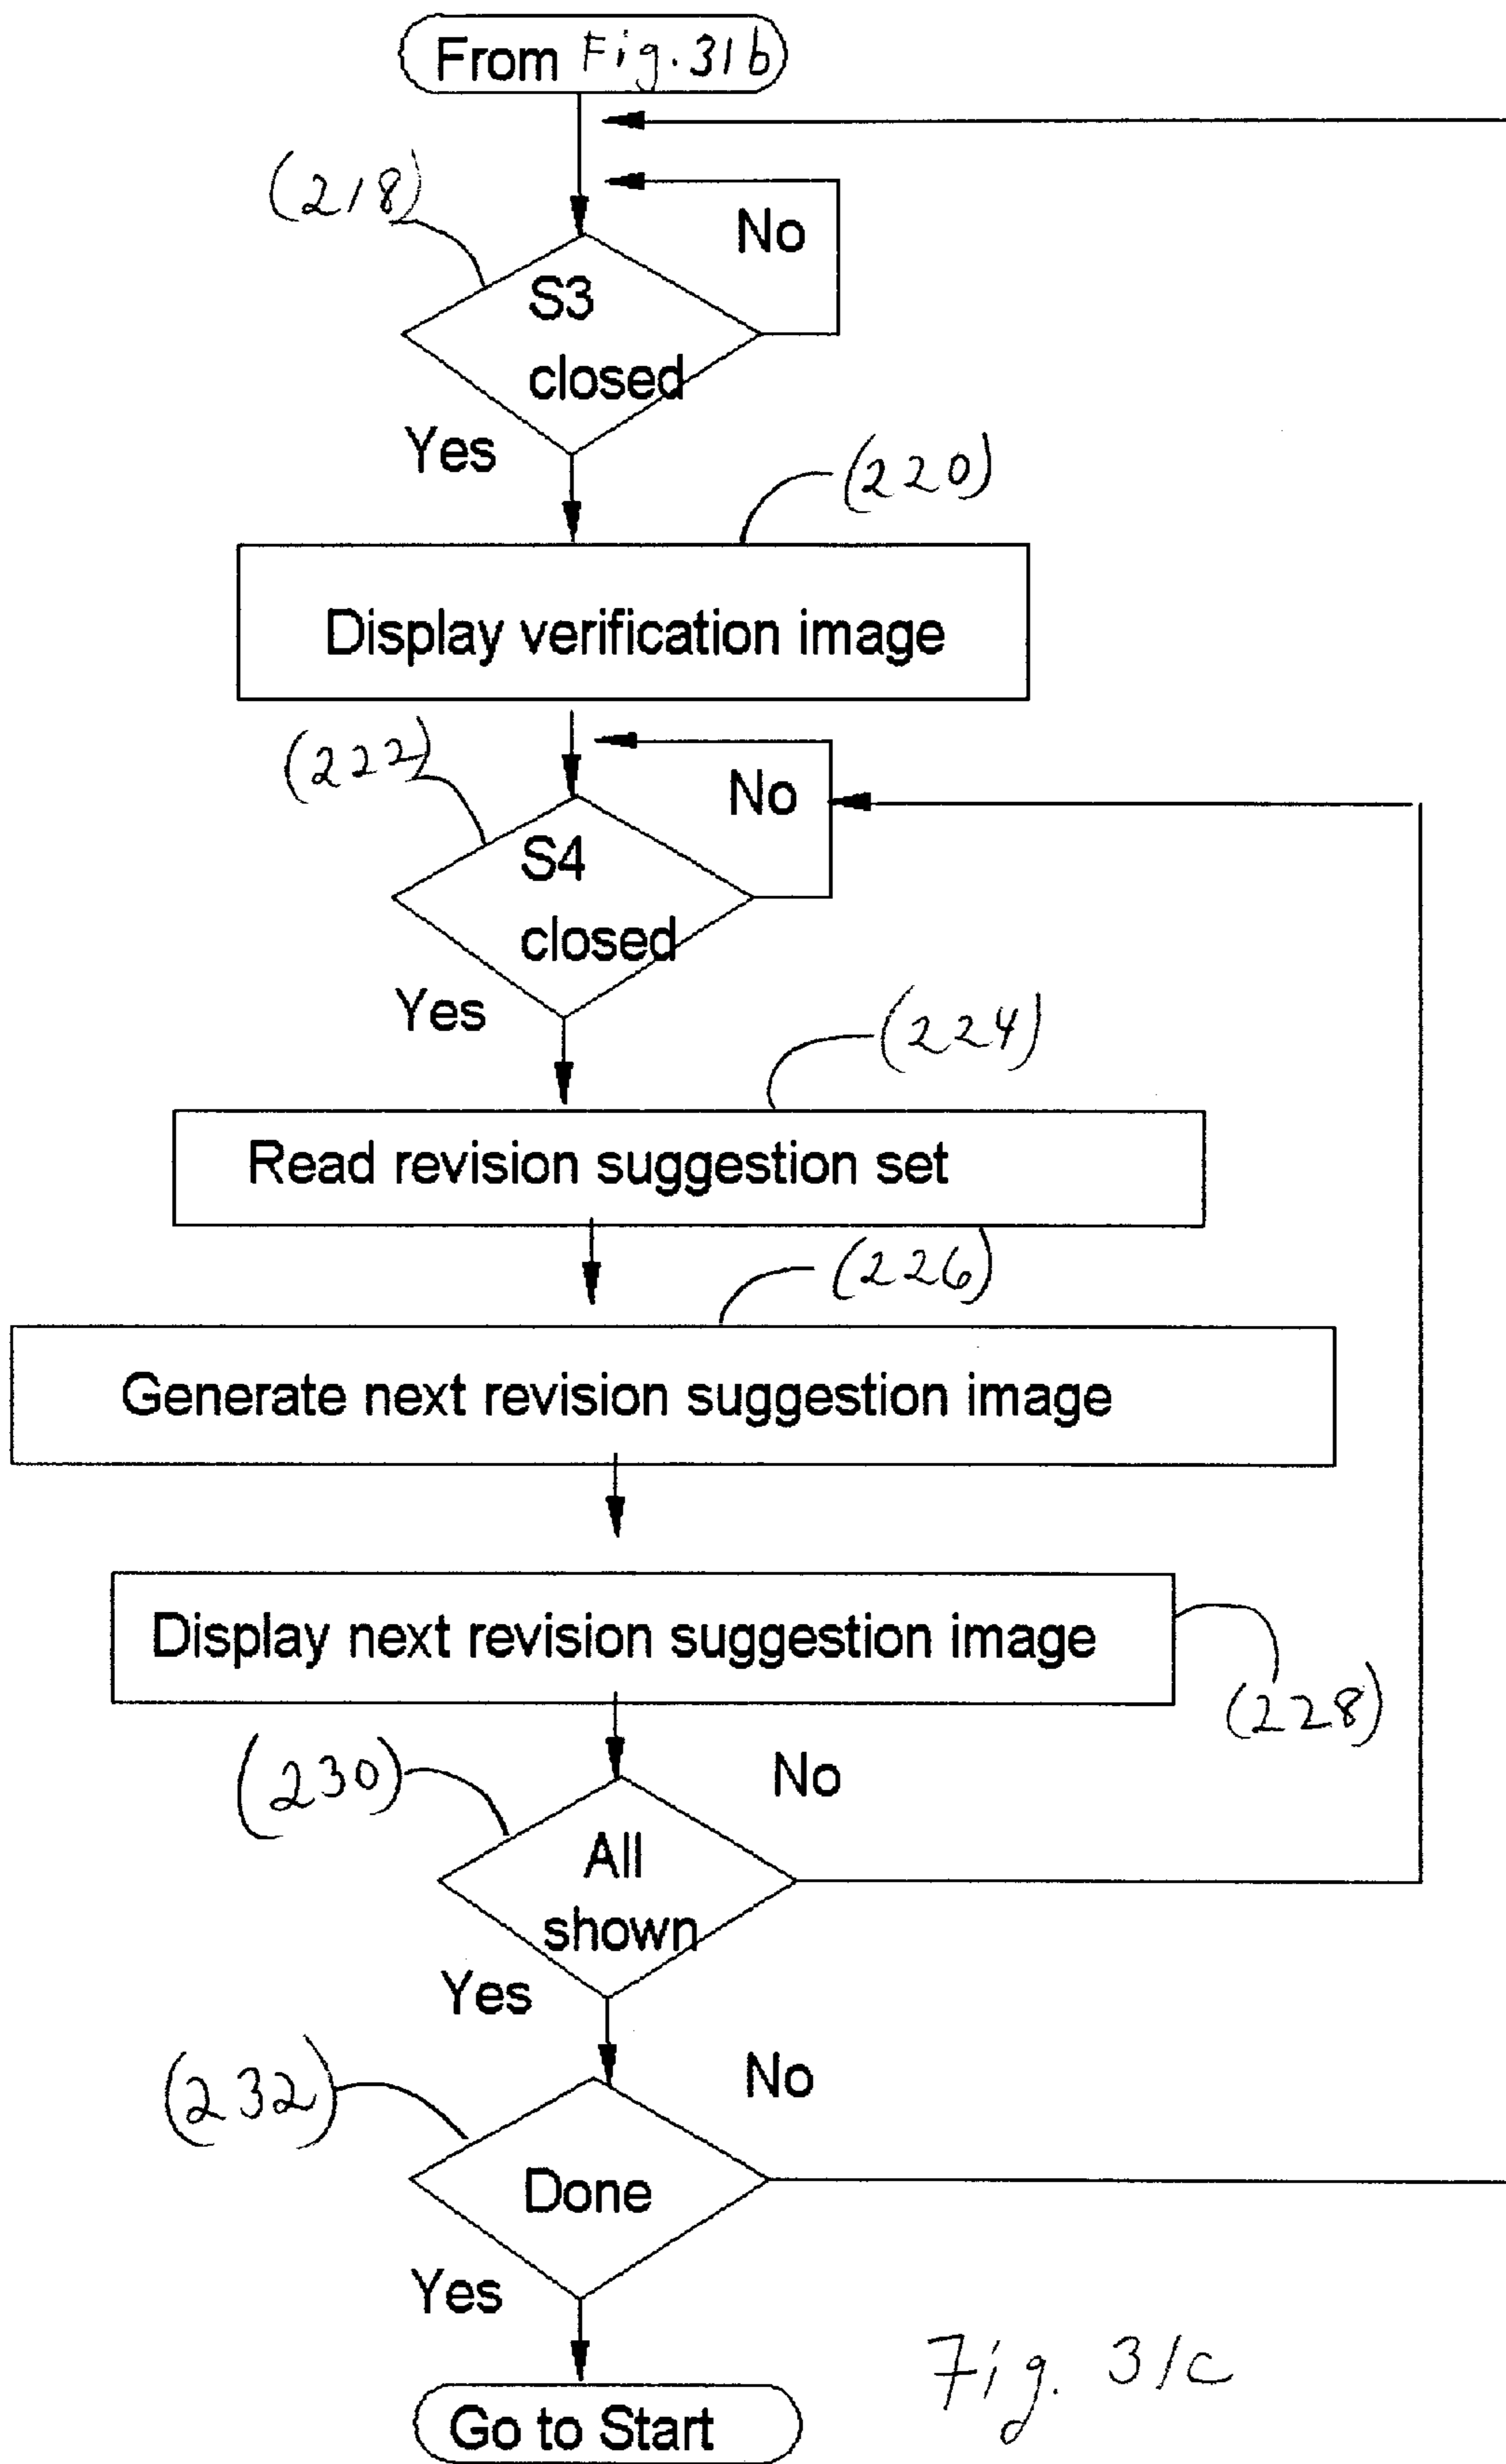 From Fig. 31b
(218)
No
S3
closed
Yes
(220)
Display verification image
(222)
No
S4
closed
Yes
(224)
Read revision suggestion set
(226)
Generate next revision suggestion image
Display next revision suggestion image
(228)
(230)
No
All
shown
Yes
(232)
No
Done
Yes
Fig. 31c
Go to Start